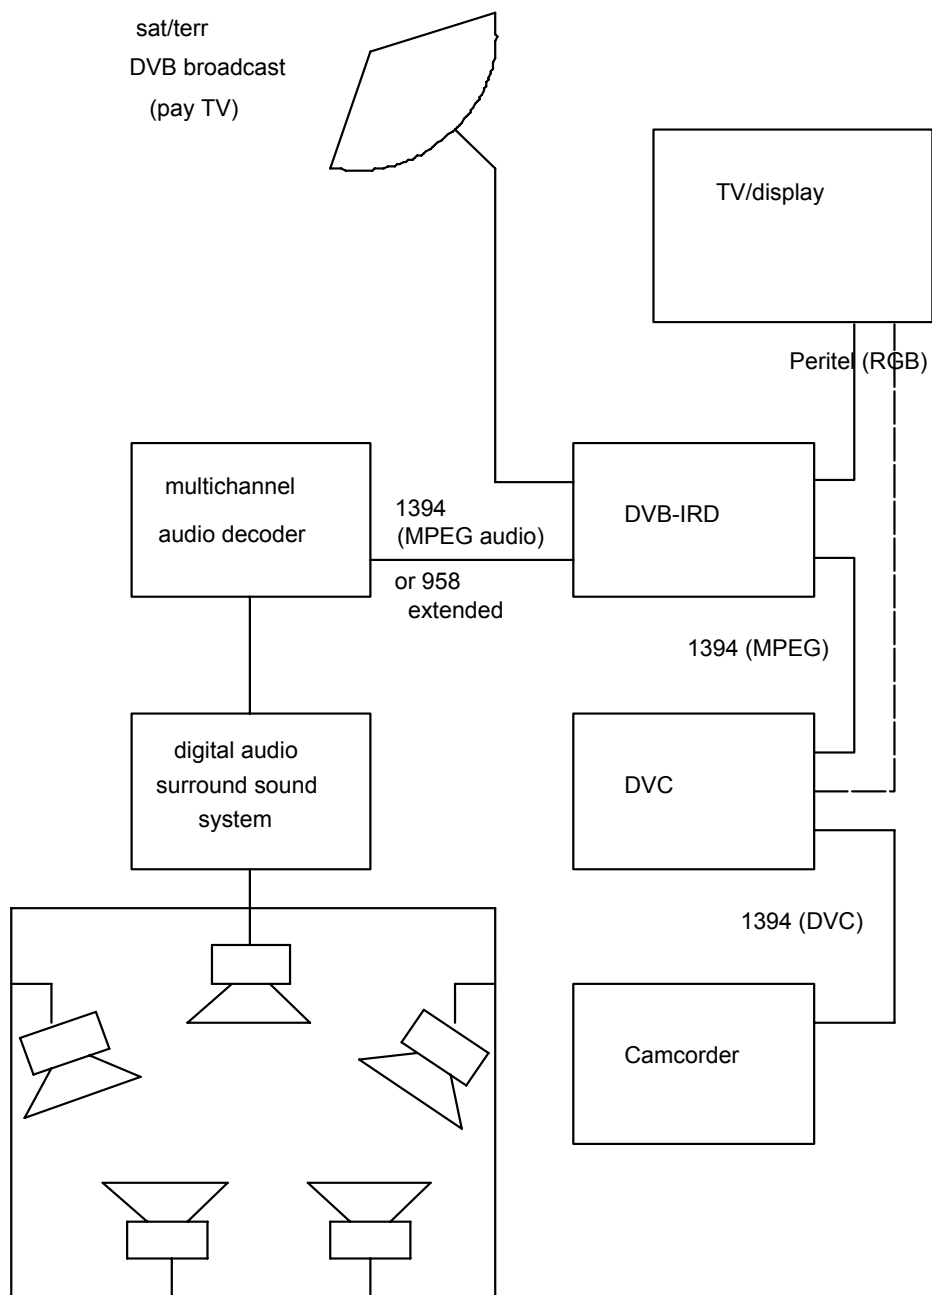 sat/terr
DVB broadcast
(pay TV)
TV/display
Peritel (RGB)
multichannel
audio decoder
1394
(MPEG audio)
or 958
extended
DVB-IRD
1394 (MPEG)
digital audio
surround sound
system
DVC
1394 (DVC)
Camcorder